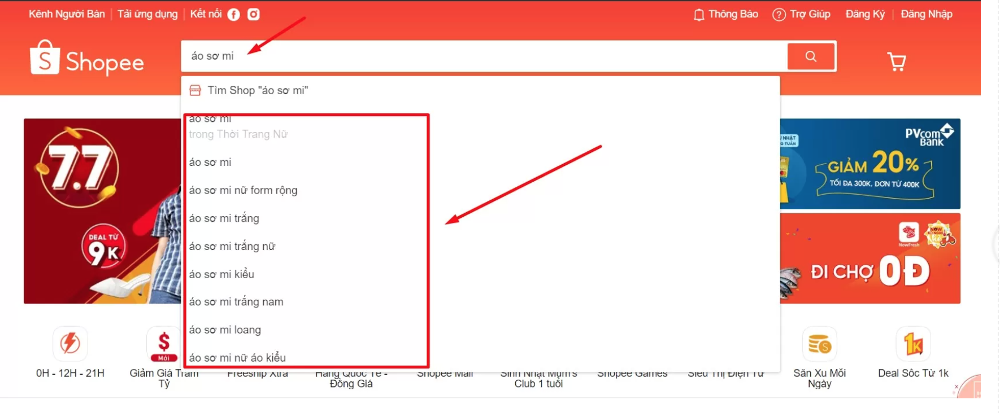 Kênh Người Bán
Tải ứng dụng
Kết nối
Thông Báo
Trợ Giúp
Đăng Ký
Đăng Nhập
Shopee
áo sơ mi
Tìm Shop "áo sơ mi"
áo sơ mi
trong Thời Trang Nữ
áo sơ mi
áo sơ mi nữ form rộng
áo sơ mi trắng
áo sơ mi trắng nữ
áo sơ mi kiểu
áo sơ mi trắng nam
áo sơ mi loang
áo sơ mi nữ áo kiểu
7.7
DEAL TỪ
9K
PVcom
Bank
GIẢM 20%
TỐI ĐA 300K, ĐƠN TỪ 400K
NowFresh
ĐI CHỢ 0Đ
Mới
0H - 12H - 21H
Giảm Giá Trăm
Tỷ
Freeship Xtra
Hàng Quốc Tế -
Đồng Giá
Shopee Mall
Sinh Nhật Mum's
Club 1 tuổi
Shopee Games
Siêu Thị Điện Tử
Săn Xu Mỗi
Ngày
1K
Deal Sốc Từ 1k